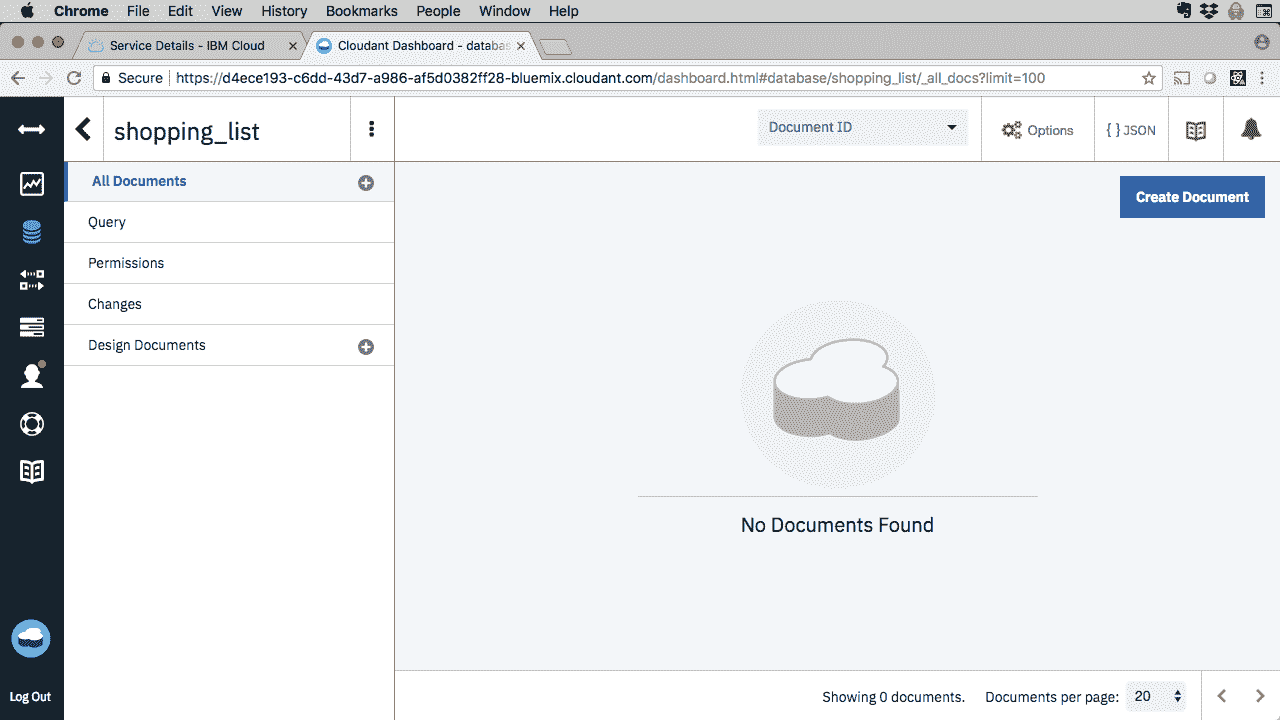 Chrome File Edit View History Bookmarks People Window Help
Service Details - IBM Cloud
Cloudant Dashboard - databas
Secure https://d4ece193-c6dd-43d7-a986-af5d0382ff28-bluemix.cloudant.com/dashboard.html#database/shopping_list/_all_docs?limit=100
shopping_list
Document ID
Options
{ } JSON
All Documents
Create Document
Query
Permissions
Changes
Design Documents
No Documents Found
Log Out
Showing 0 documents. Documents per page: 20